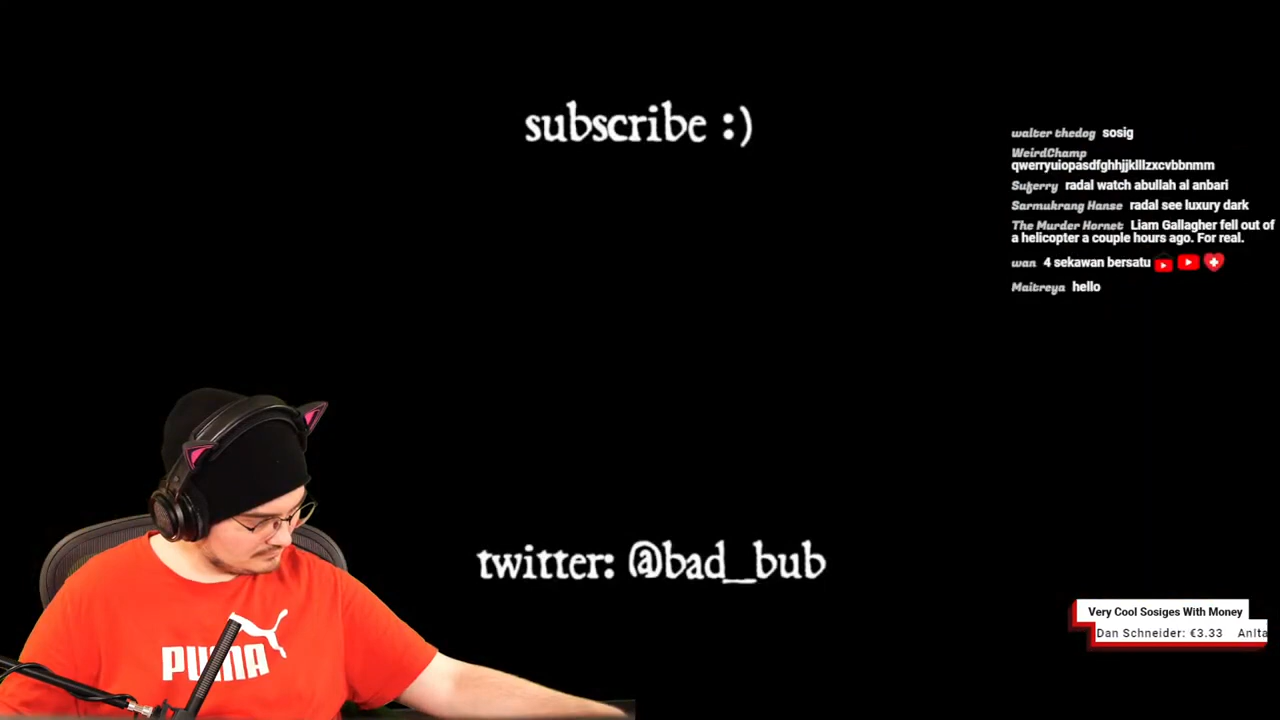 subscribe :)
walter thedog sosig
WeirdChamp
qwerryuiopasdfghhjjklllzxcvbbnmm
Suferry radal watch abullah al anbari
Sarmukrang Hanse radal see luxury dark
The Murder Hornet Liam Gallagher fell out of
a helicopter a couple hours ago. For real.
wan 4 sekawan bersatu
Maitreya hello
twitter: @bad_bub
Very Cool Sosiges With Money
Dan Schneider: €3.33
PUMA